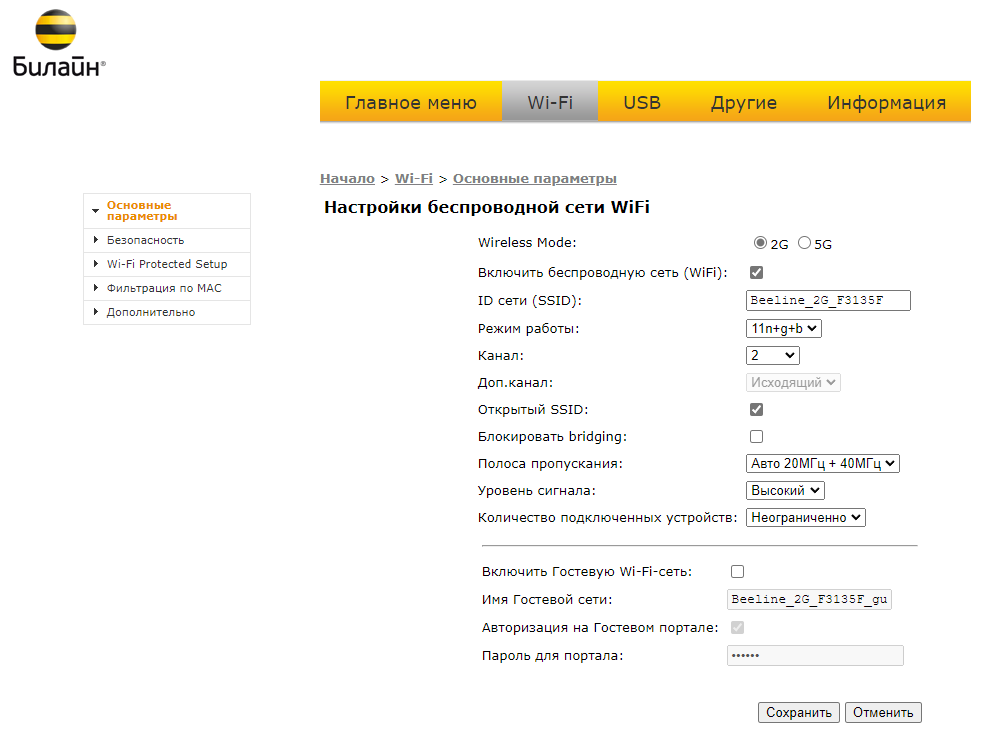 Билайн®
Главное меню Wi-Fi USB Другие Информация
Начало > Wi-Fi > Основные параметры
Основные
параметры
Безопасность
Wi-Fi Protected Setup
Фильтрация по MAC
Дополнительно
Настройки беспроводной сети WiFi
Wireless Mode: 2G 5G
Включить беспроводную сеть (WiFi):
ID сети (SSID): Beeline_2G_F3135F
Режим работы: 11n+g+b
Канал: 2
Доп.канал: Исходящий
Открытый SSID:
Блокировать bridging:
Полоса пропускания: Авто 20МГц + 40МГц
Уровень сигнала: Высокий
Количество подключенных устройств: Неограниченно
Включить Гостевую Wi-Fi-сеть:
Имя Гостевой сети: Beeline_2G_F3135F_gu
Авторизация на Гостевом портале:
Пароль для портала: ••••••
Сохранить Отменить